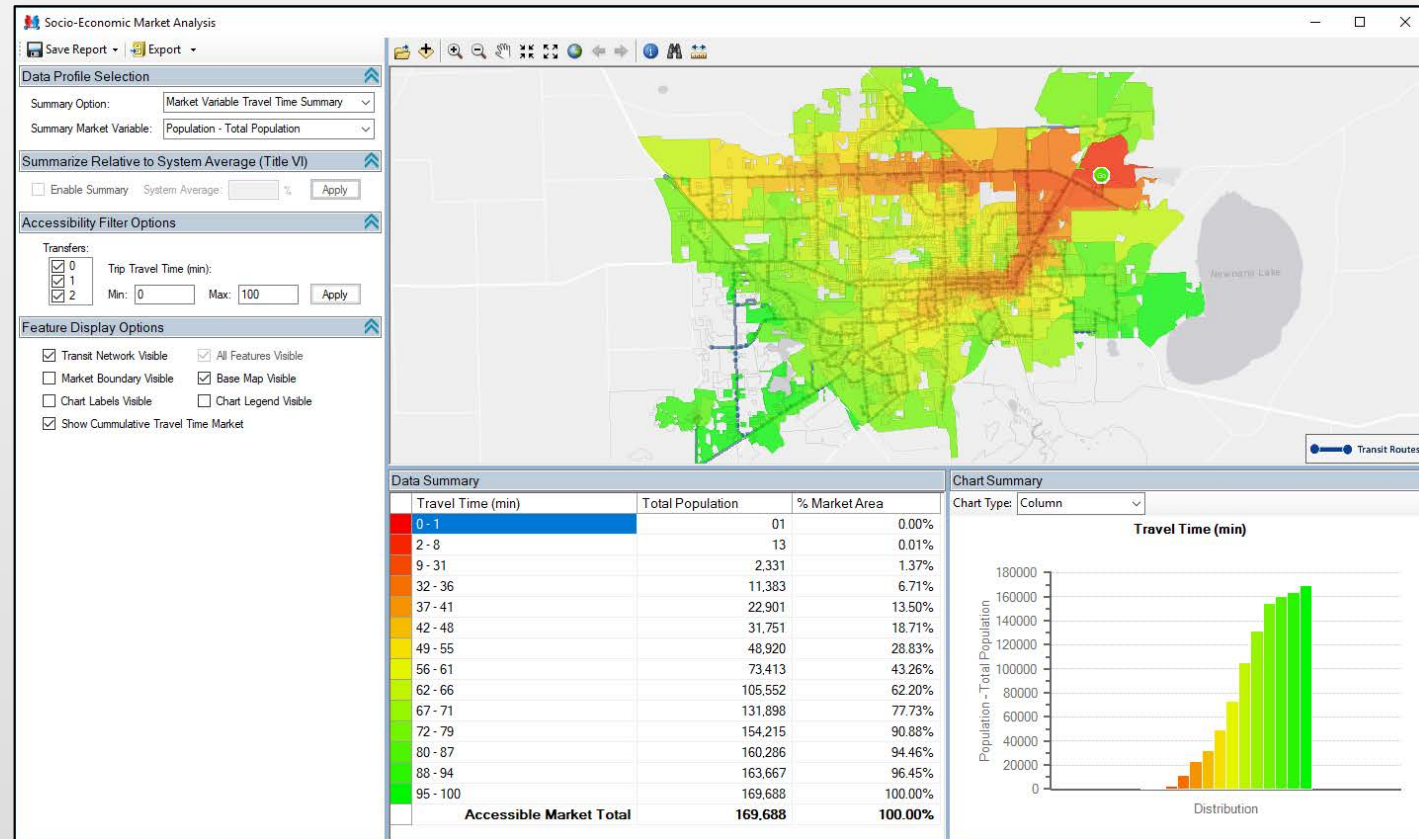 Socio-Economic Market Analysis
Save Report Export
Data Profile Selection
Summary Option: Market Variable Travel Time Summary
Summary Market Variable: Population - Total Population
Summarize Relative to System Average (Title VI)
Enable Summary System Average: % Apply
Accessibility Filter Options
Transfers:
0
1
2
Trip Travel Time (min):
Min: 0 Max: 100 Apply
Feature Display Options
Transit Network Visible All Features Visible
Market Boundary Visible Base Map Visible
Chart Labels Visible Chart Legend Visible
Show Cummulative Travel Time Market
Newnans Lake
Transit Routes
Data Summary
Travel Time (min) Total Population % Market Area
0 - 1 01 0.00%
2 - 8 13 0.01%
9 - 31 2,331 1.37%
32 - 36 11,383 6.71%
37 - 41 22,901 13.50%
42 - 48 31,751 18.71%
49 - 55 48,920 28.83%
56 - 61 73,413 43.26%
62 - 66 105,552 62.20%
67 - 71 131,898 77.73%
72 - 79 154,215 90.88%
80 - 87 160,286 94.46%
88 - 94 163,667 96.45%
95 - 100 169,688 100.00%
Accessible Market Total 169,688 100.00%
Chart Summary
Chart Type: Column
Travel Time (min)
Population - Total Population
180000
160000
140000
120000
100000
80000
60000
40000
20000
0
Distribution